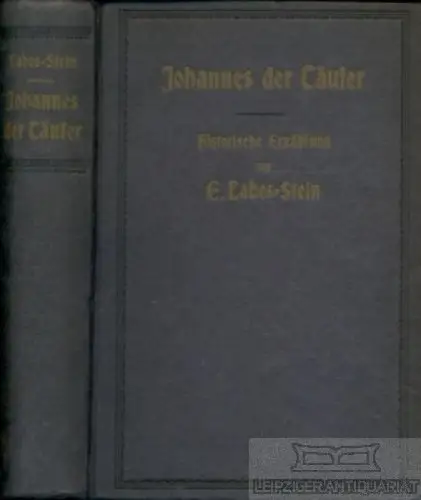 Labes-Stein
Johannes
der Täufer
Johannes der Täufer
Historische Erzählung
von
E. Labes-Stein
LEIPZIGER ANTIQUARIAT